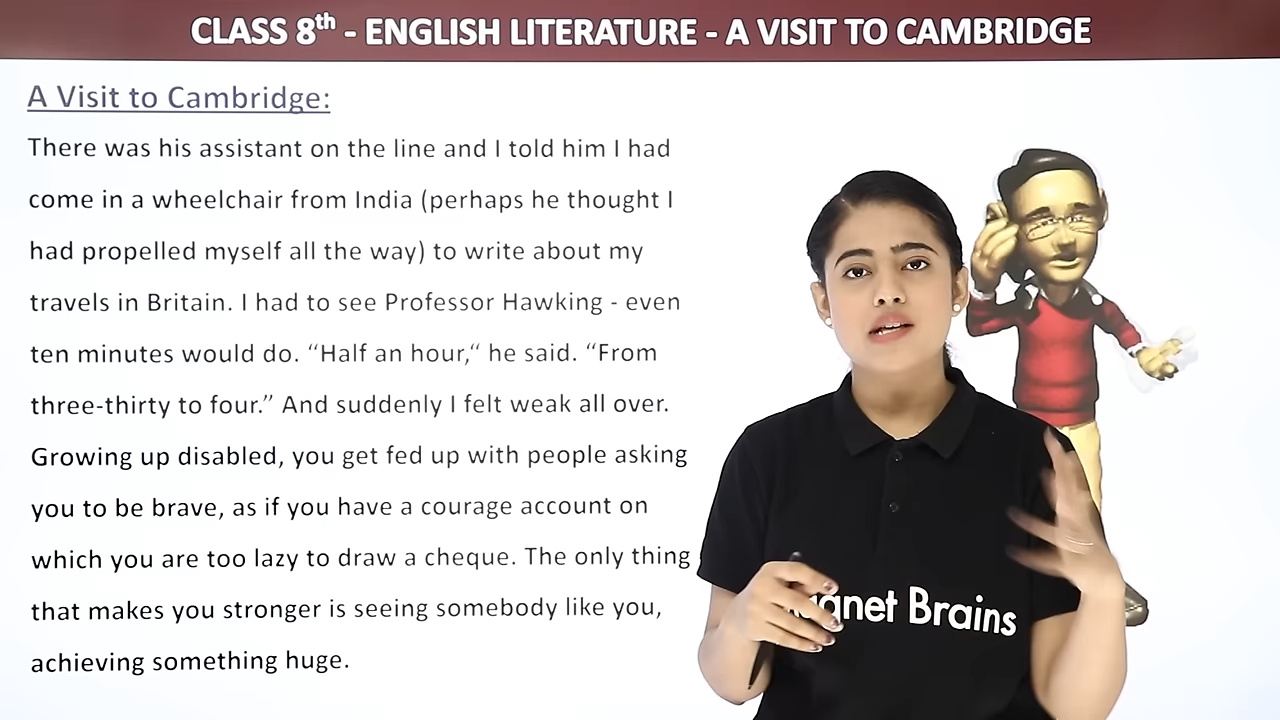 CLASS 8th - ENGLISH LITERATURE - A VISIT TO CAMBRIDGE
A Visit to Cambridge:
There was his assistant on the line and I told him I had
come in a wheelchair from India (perhaps he thought I
had propelled myself all the way) to write about my
travels in Britain. I had to see Professor Hawking - even
ten minutes would do. “Half an hour,“ he said. “From
three-thirty to four.” And suddenly I felt weak all over.
Growing up disabled, you get fed up with people asking
you to be brave, as if you have a courage account on
which you are too lazy to draw a cheque. The only thing
that makes you stronger is seeing somebody like you,
achieving something huge.
Brains